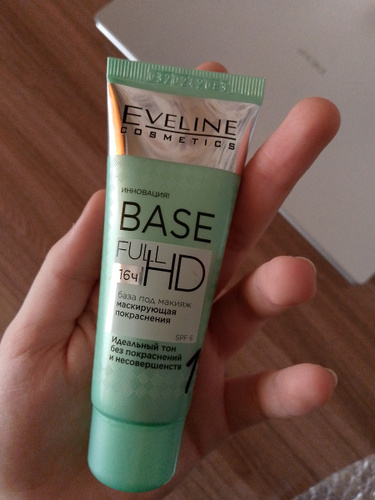 EVELINE
COSMETICS
ИННОВАЦИЯ!
BASE
FULL
16ч HD
база под макияж
маскирующая
покраснения
SPF 6
Идеальный тон
без покраснений
и несовершенств
1